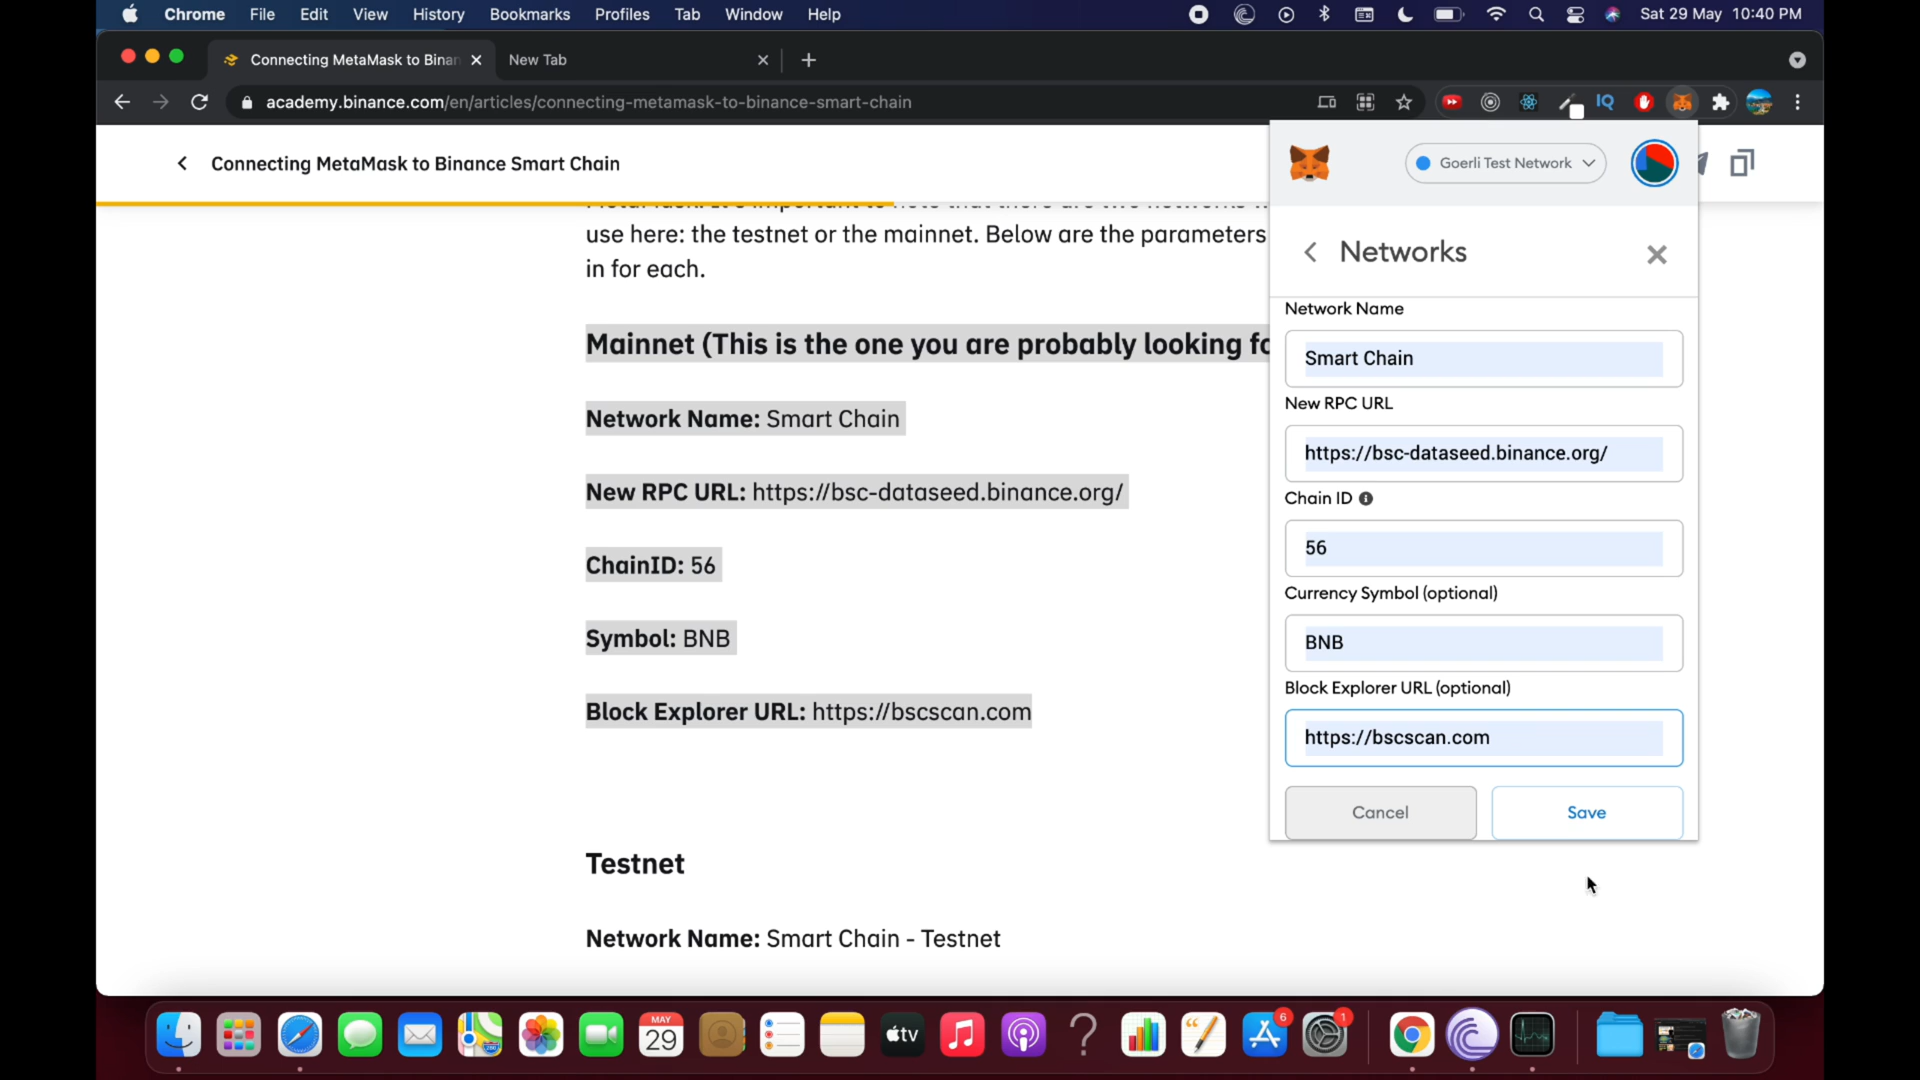 Chrome File Edit View History Bookmarks Profiles Tab Window Help
Sat 29 May 10:40 PM
Connecting MetaMask to Binan
New Tab
academy.binance.com/en/articles/connecting-metamask-to-binance-smart-chain
IQ
Connecting MetaMask to Binance Smart Chain
use here: the testnet or the mainnet. Below are the parameters
in for each.
Mainnet (This is the one you are probably looking fo
Network Name: Smart Chain
New RPC URL: https://bsc-dataseed.binance.org/
ChainID: 56
Symbol: BNB
Block Explorer URL: https://bscscan.com
Testnet
Network Name: Smart Chain - Testnet
Goerli Test Network
Networks
Network Name
Smart Chain
New RPC URL
https://bsc-dataseed.binance.org/
Chain ID
56
Currency Symbol (optional)
BNB
Block Explorer URL (optional)
https://bscscan.com
Cancel
Save
MAY
29
tv
6
1